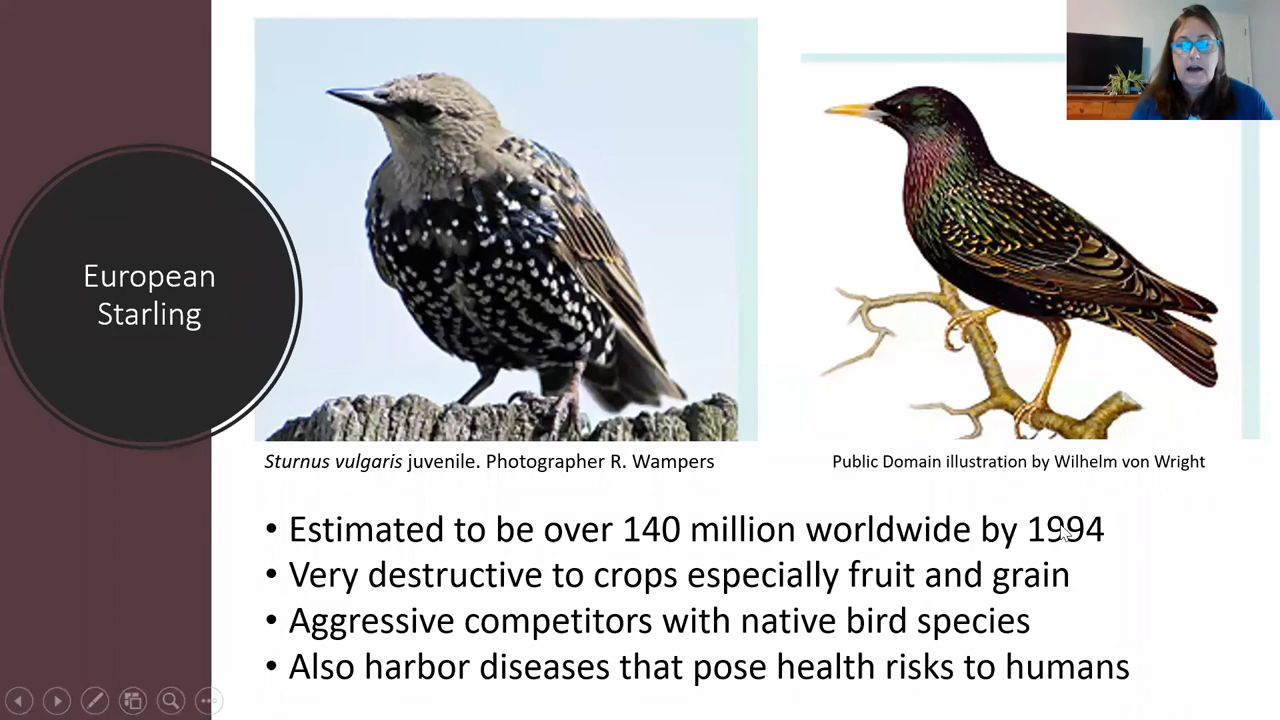 European
Starling
Sturnus vulgaris juvenile. Photographer R. Wampers
Public Domain illustration by Wilhelm von Wright
• Estimated to be over 140 million worldwide by 1994
• Very destructive to crops especially fruit and grain
• Aggressive competitors with native bird species
• Also harbor diseases that pose health risks to humans